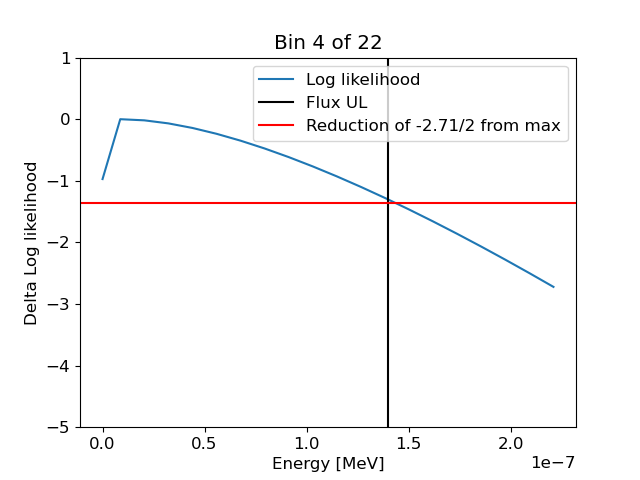 Bin 4 of 22
Log likelihood
Flux UL
Reduction of -2.71/2 from max
Delta Log likelihood
1
0
−1
−2
−3
−4
−5
0.0 0.5 1.0 1.5 2.0
1e−7
Energy [MeV]